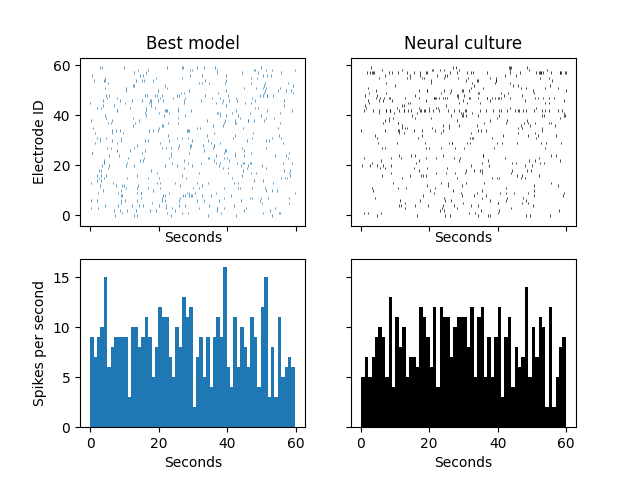 Best model
Neural culture
60
40
20
0
Electrode ID
Seconds
Seconds
15
10
5
0
Spikes per second
0 20 40 60
0 20 40 60
Seconds
Seconds